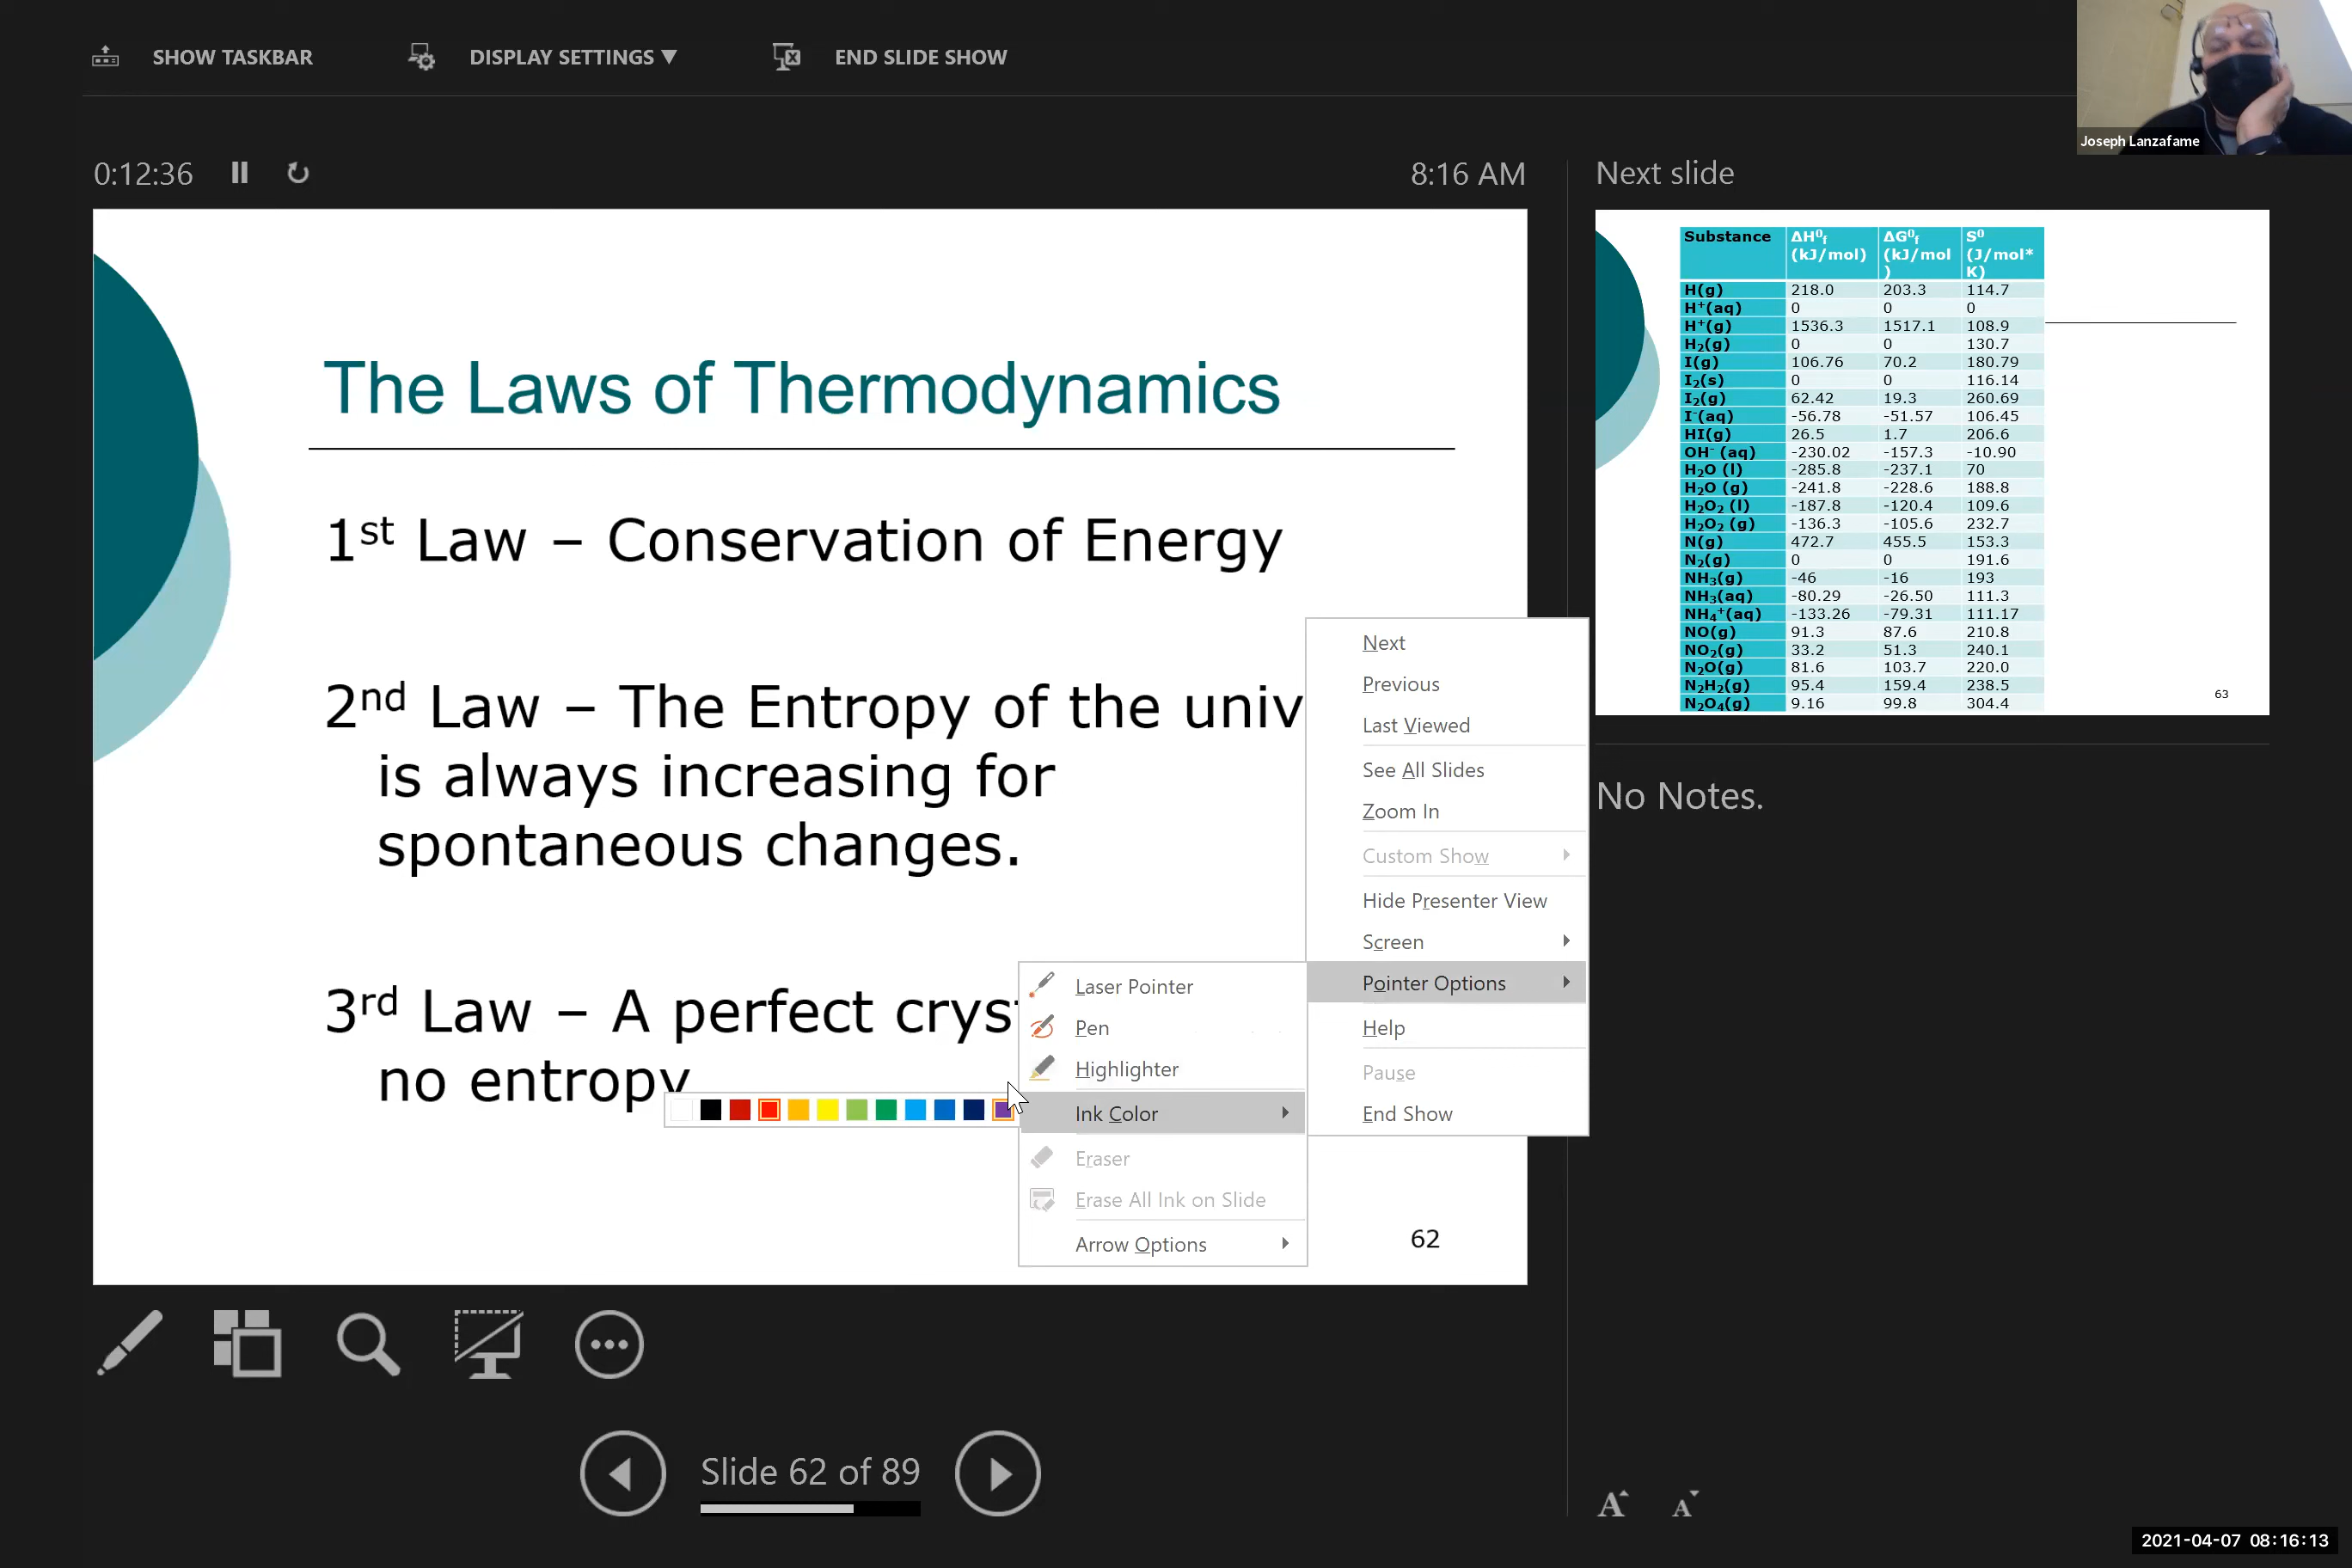 SHOW TASKBAR DISPLAY SETTINGS ▼ END SLIDE SHOW
Joseph Lanzafame
0:12:36 8:16 AM
The Laws of Thermodynamics
1st Law – Conservation of Energy
2nd Law – The Entropy of the univ
is always increasing for
spontaneous changes.
3rd Law – A perfect crys
no entropy
62
Next
Previous
Last Viewed
See All Slides
Zoom In
Custom Show
Hide Presenter View
Screen
Pointer Options
Help
Pause
End Show
Laser Pointer
Pen
Highlighter
Ink Color
Eraser
Erase All Ink on Slide
Arrow Options
Slide 62 of 89
Next slide
Substance ΔH⁰f (kJ/mol) ΔG⁰f (kJ/mol) S⁰ (J/mol*K)
H(g) 218.0 203.3 114.7
H⁺(aq) 0 0 0
H⁺(g) 1536.3 1517.1 108.9
H₂(g) 0 0 130.7
I(g) 106.76 70.2 180.79
I₂(s) 0 0 116.14
I₂(g) 62.42 19.3 260.69
I⁻(aq) -56.78 -51.57 106.45
HI(g) 26.5 1.7 206.6
OH⁻ (aq) -230.02 -157.3 -10.90
H₂O (l) -285.8 -237.1 70
H₂O (g) -241.8 -228.6 188.8
H₂O₂ (l) -187.8 -120.4 109.6
H₂O₂ (g) -136.3 -105.6 232.7
N(g) 472.7 455.5 153.3
N₂(g) 0 0 191.6
NH₃(g) -46 -16 193
NH₃(aq) -80.29 -26.50 111.3
NH₄⁺(aq) -133.26 -79.31 111.17
NO(g) 91.3 87.6 210.8
NO₂(g) 33.2 51.3 240.1
N₂O(g) 81.6 103.7 220.0
N₂H₂(g) 95.4 159.4 238.5
N₂O₄(g) 9.16 99.8 304.4
63
No Notes.
A A
2021-04-07 08:16:13